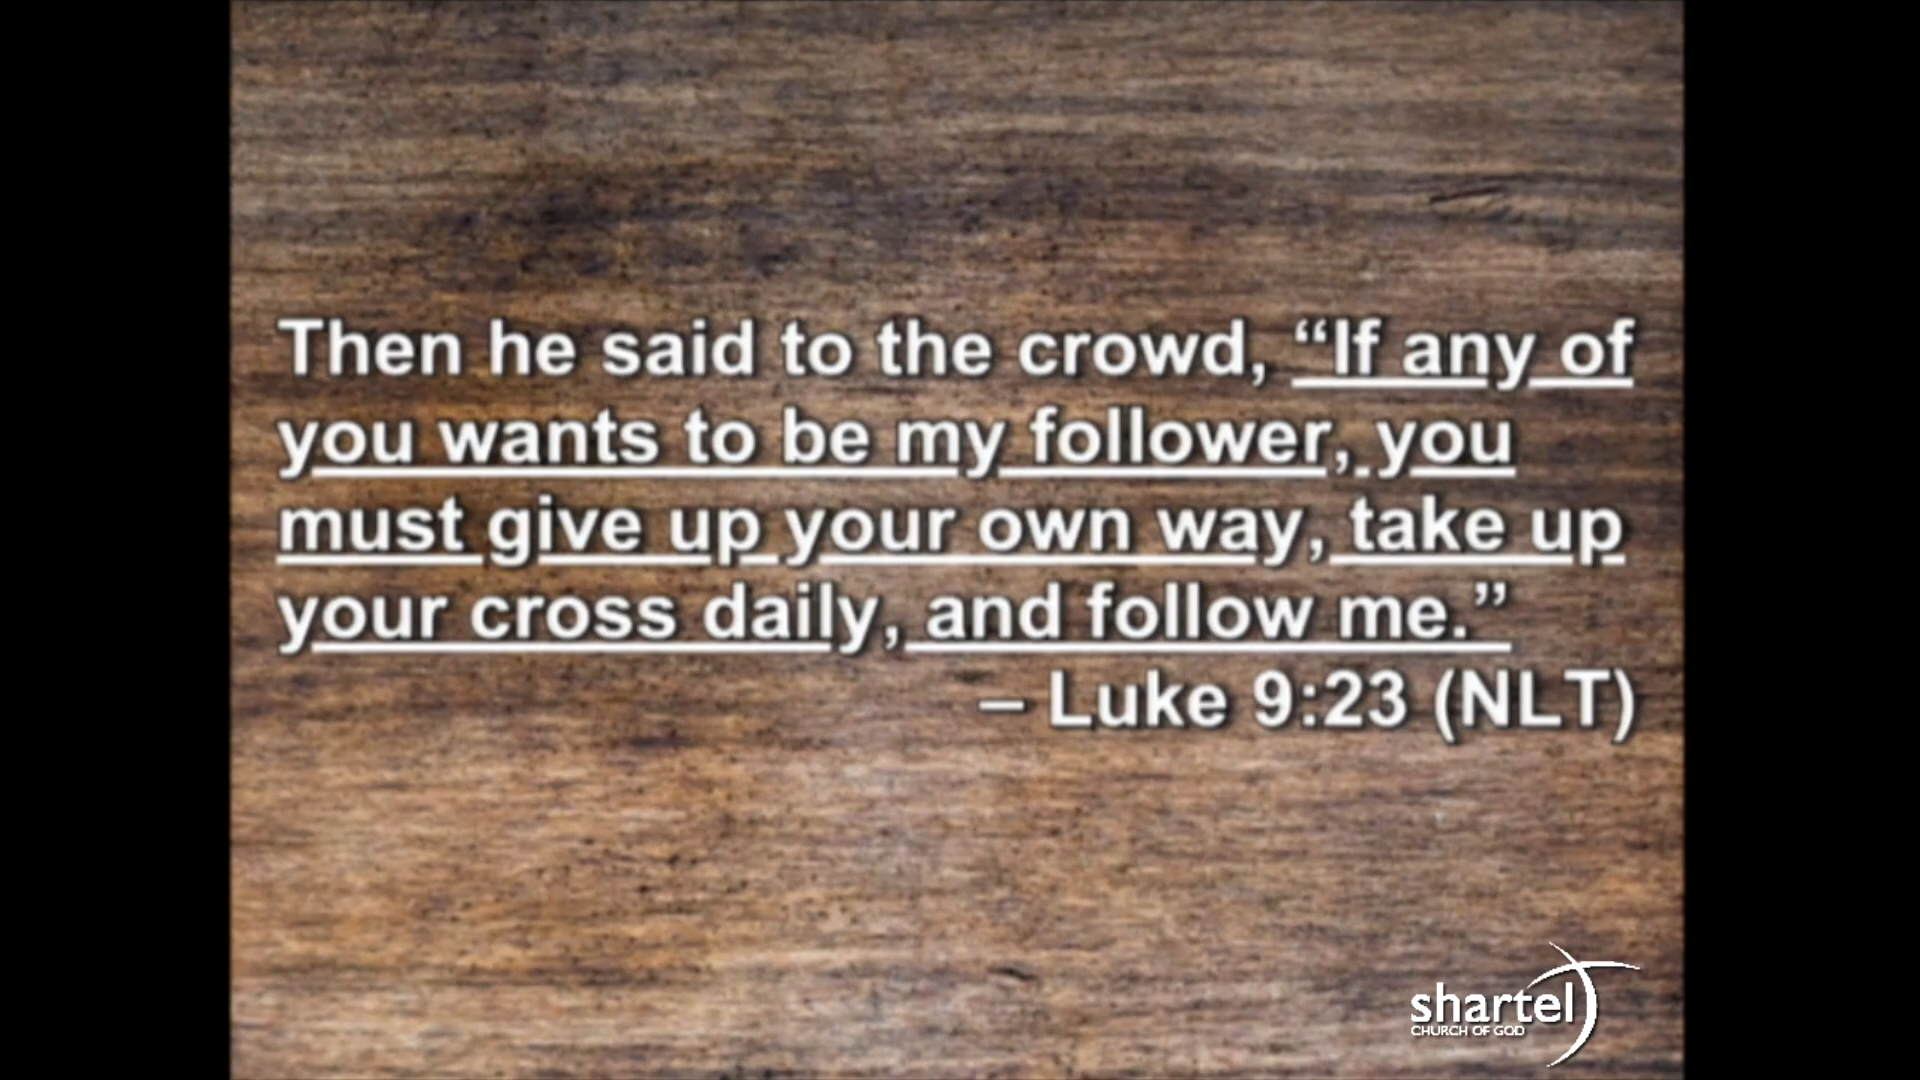 Then he said to the crowd, “If any of
you wants to be my follower, you
must give up your own way, take up
your cross daily, and follow me.”
– Luke 9:23 (NLT)
shartel
CHURCH OF GOD